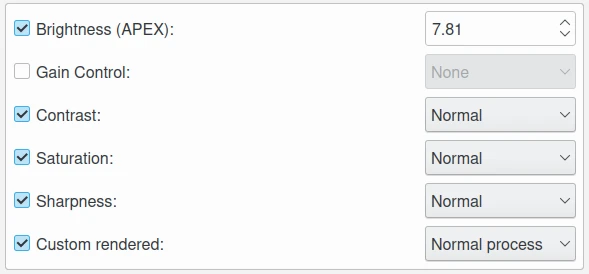 Brightness (APEX): 7.81
Gain Control: None
Contrast: Normal
Saturation: Normal
Sharpness: Normal
Custom rendered: Normal process